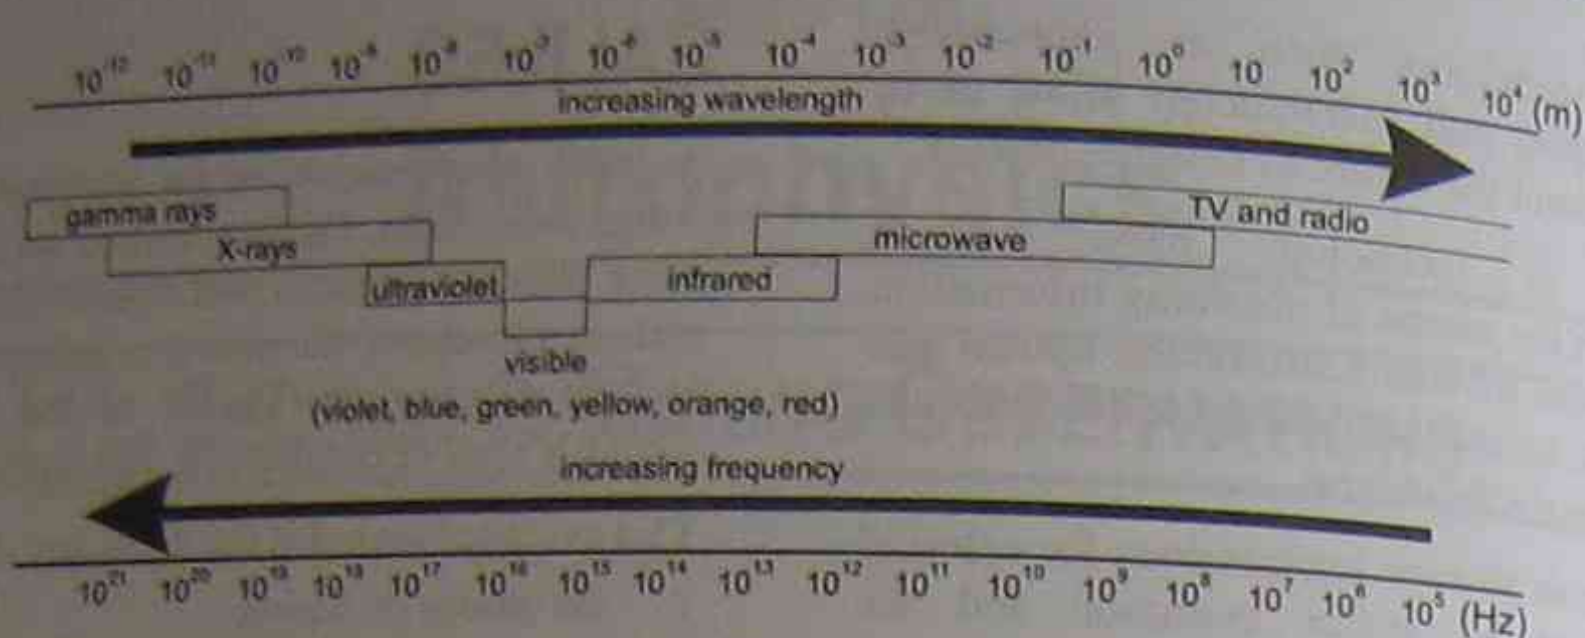 10⁻¹² 10⁻¹¹ 10⁻¹⁰ 10⁻⁹ 10⁻⁸ 10⁻⁷ 10⁻⁶ 10⁻⁵ 10⁻⁴ 10⁻³ 10⁻² 10⁻¹ 10⁰ 10 10² 10³ 10⁴ (m)
increasing wavelength
gamma rays
TV and radio
X-rays
microwave
ultraviolet
infrared
visible
(violet, blue, green, yellow, orange, red)
increasing frequency
10²¹ 10²⁰ 10¹⁹ 10¹⁸ 10¹⁷ 10¹⁶ 10¹⁵ 10¹⁴ 10¹³ 10¹² 10¹¹ 10¹⁰ 10⁹ 10⁸ 10⁷ 10⁶ 10⁵ (Hz)